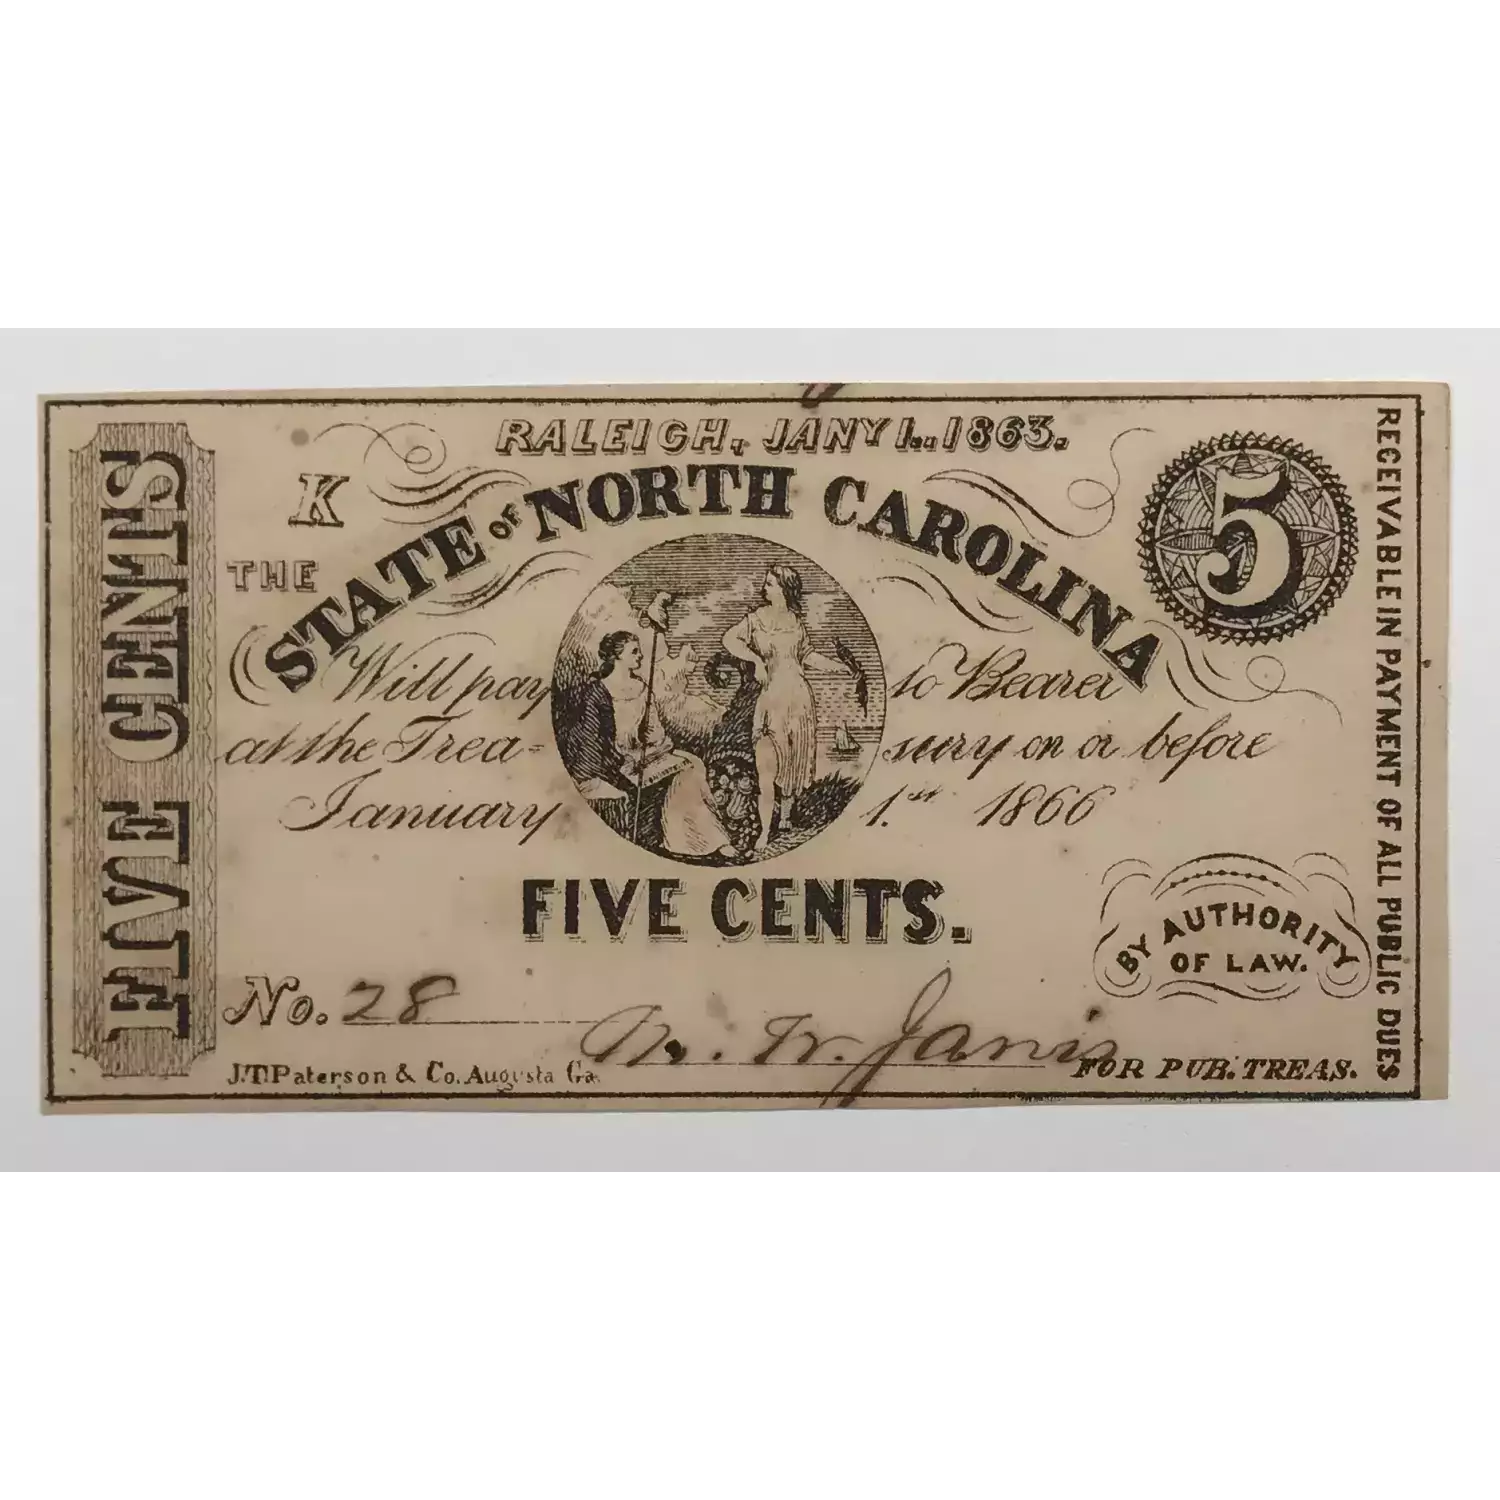 FIVE CENTS
RALEIGH, JANY 1.. 1863.
K
THE
STATE OF NORTH CAROLINA
5
Will pay to Bearer
at the Trea= sury on or before
January 1.st 1866
FIVE CENTS.
BY AUTHORITY
OF LAW.
No. 28
J.T. Paterson & Co. Augusta Ga.
FOR PUB. TREAS.
RECEIVABLE IN PAYMENT OF ALL PUBLIC DUES